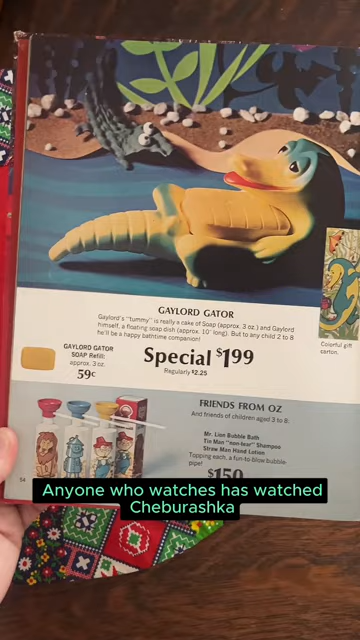 GAYLORD GATOR
Gaylord's "tummy" is really a cake of Soap (approx. 3 oz.) and Gaylord
himself, a floating soap dish (approx. 10" long). But to any child 2 to 8
he'll be a happy bathtime companion!
Colorful gift
carton.
GAYLORD GATOR
SOAP Refill:
approx. 3 oz.
59c
Special $1.99
Regularly $2.25
FRIENDS FROM OZ
And friends of children aged 3 to 8:
Mr. Lion Bubble Bath
Tin Man "non-tear" Shampoo
Straw Man Hand Lotion
Topping each, a fun-to-blow bubble
pipe!
$1.50
54
Anyone who watches has watched
Cheburashka